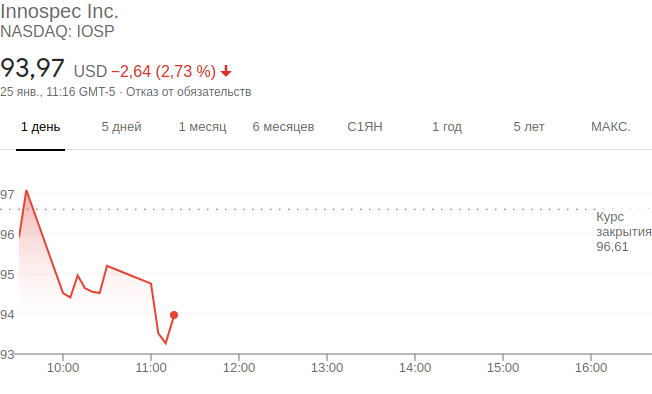 Innospec Inc.
NASDAQ: IOSP
93,97 USD −2,64 (2,73 %)
25 янв., 11:16 GMT-5 · Отказ от обязательств
1 день 5 дней 1 месяц 6 месяцев С1ЯН 1 год 5 лет МАКС.
97
Курс
закрытия
96,61
96
95
94
93
10:00 11:00 12:00 13:00 14:00 15:00 16:00